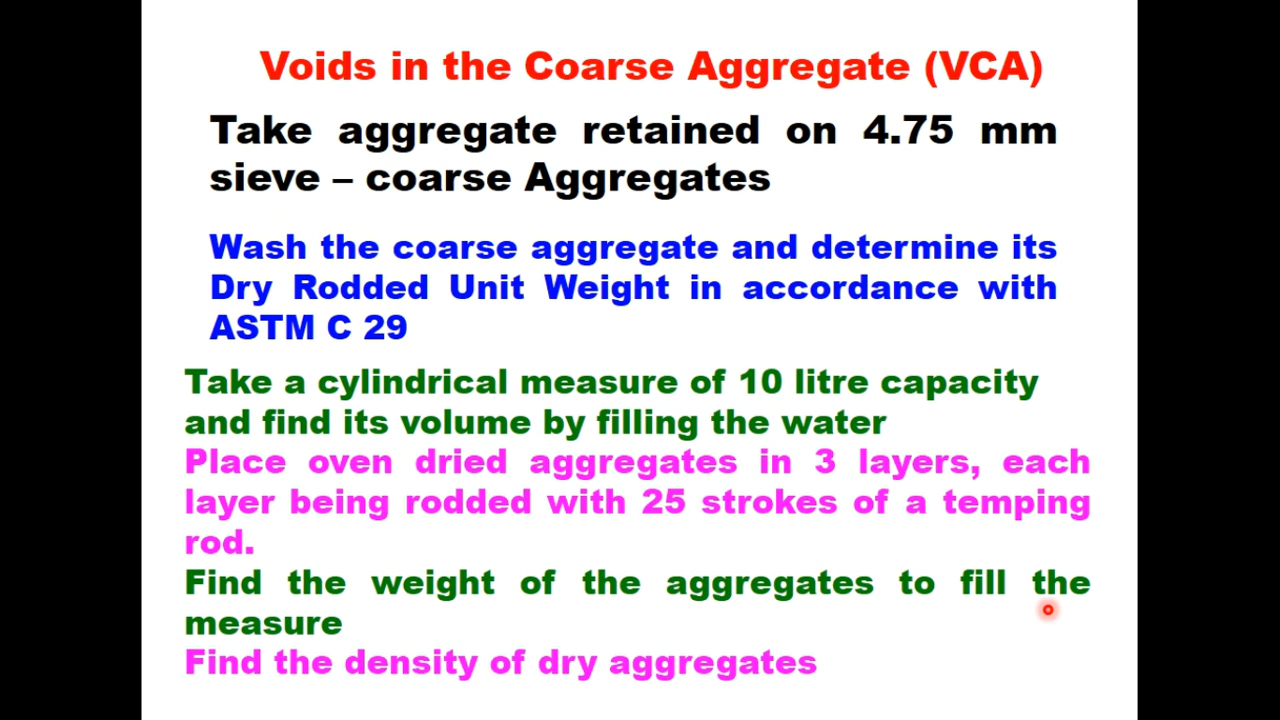 Voids in the Coarse Aggregate (VCA)
Take aggregate retained on 4.75 mm
sieve – coarse Aggregates
Wash the coarse aggregate and determine its
Dry Rodded Unit Weight in accordance with
ASTM C 29
Take a cylindrical measure of 10 litre capacity
and find its volume by filling the water
Place oven dried aggregates in 3 layers, each
layer being rodded with 25 strokes of a temping
rod.
Find the weight of the aggregates to fill the
measure
Find the density of dry aggregates